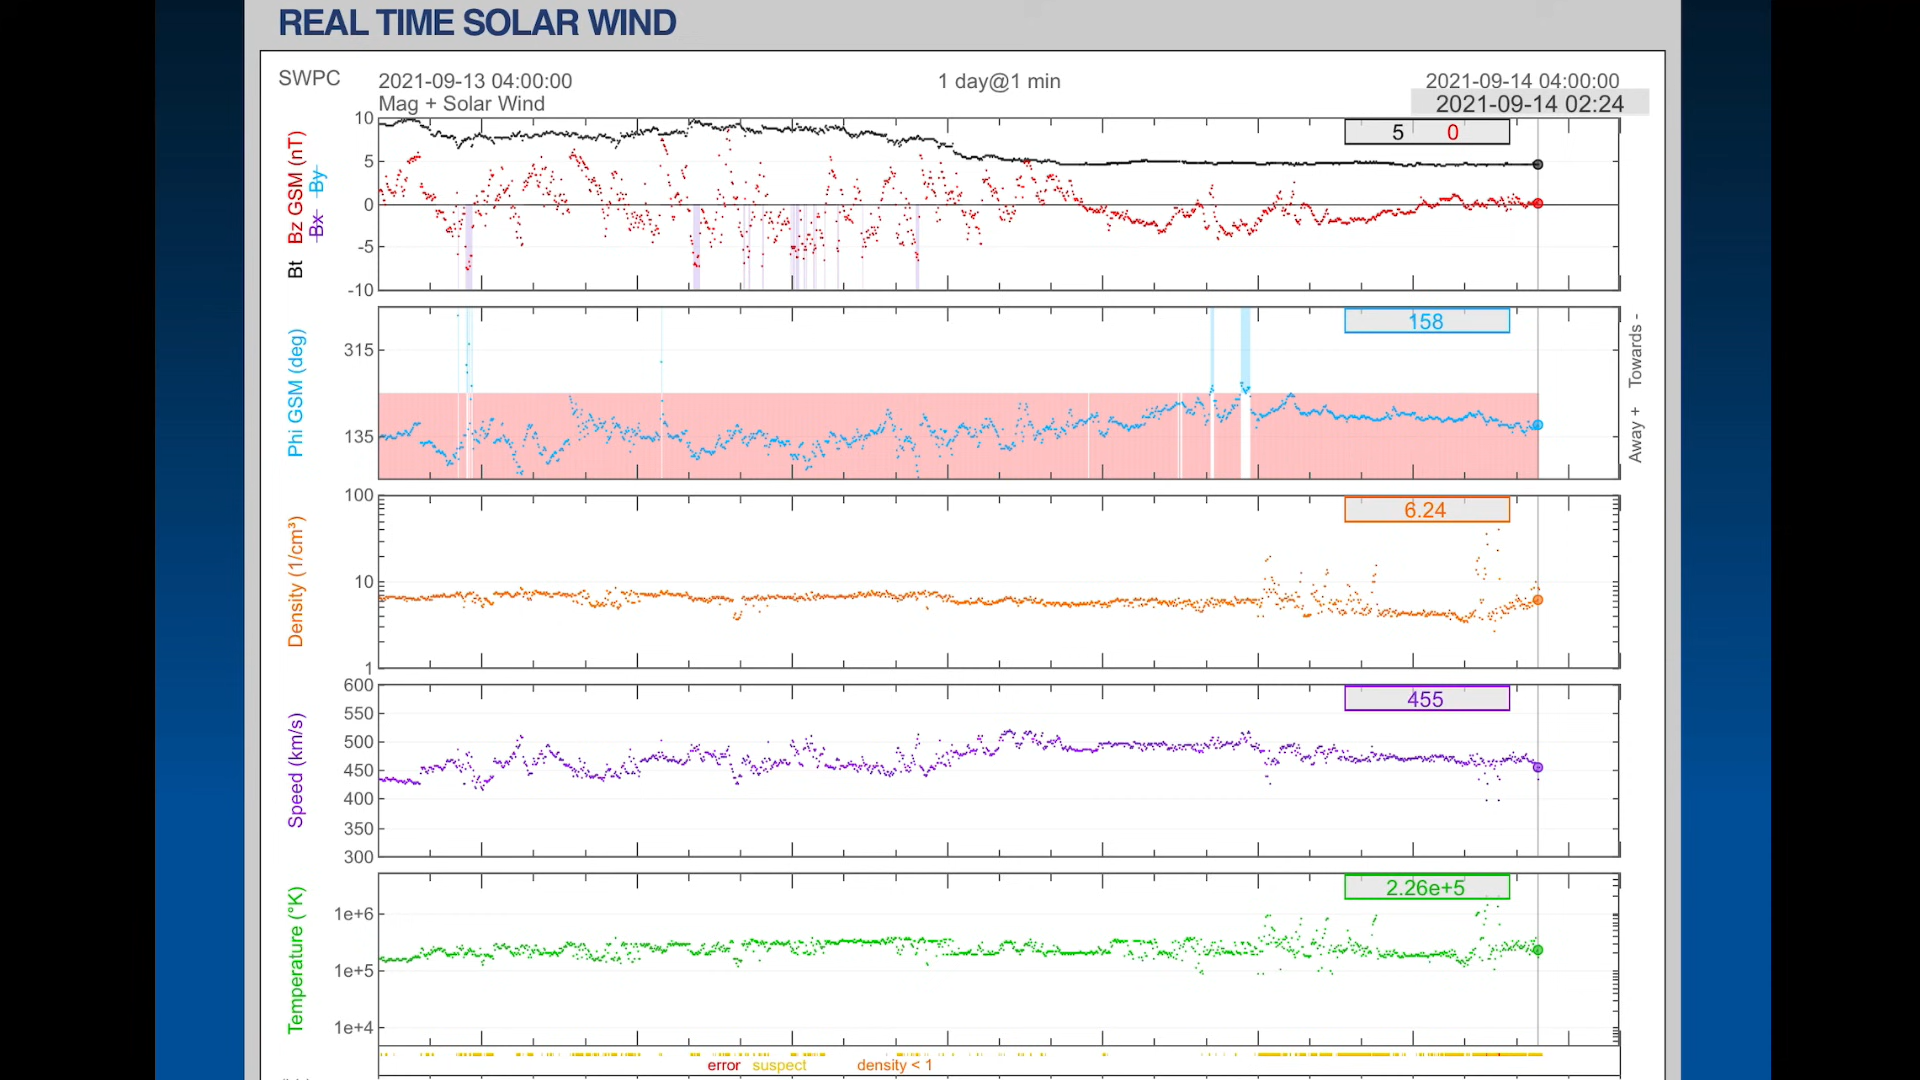 REAL TIME SOLAR WIND
SWPC
2021-09-13 04:00:00
1 day@1 min
2021-09-14 04:00:00
Mag + Solar Wind
2021-09-14 02:24
Bt Bz GSM (nT)
Bx By
10
5
0
-5
-10
5 0
Phi GSM (deg)
315
135
158
Away + Towards -
Density (1/cm³)
100
10
1
6.24
Speed (km/s)
600
550
500
450
400
350
300
455
Temperature (°K)
1e+6
1e+5
1e+4
2.26e+5
error suspect density < 1